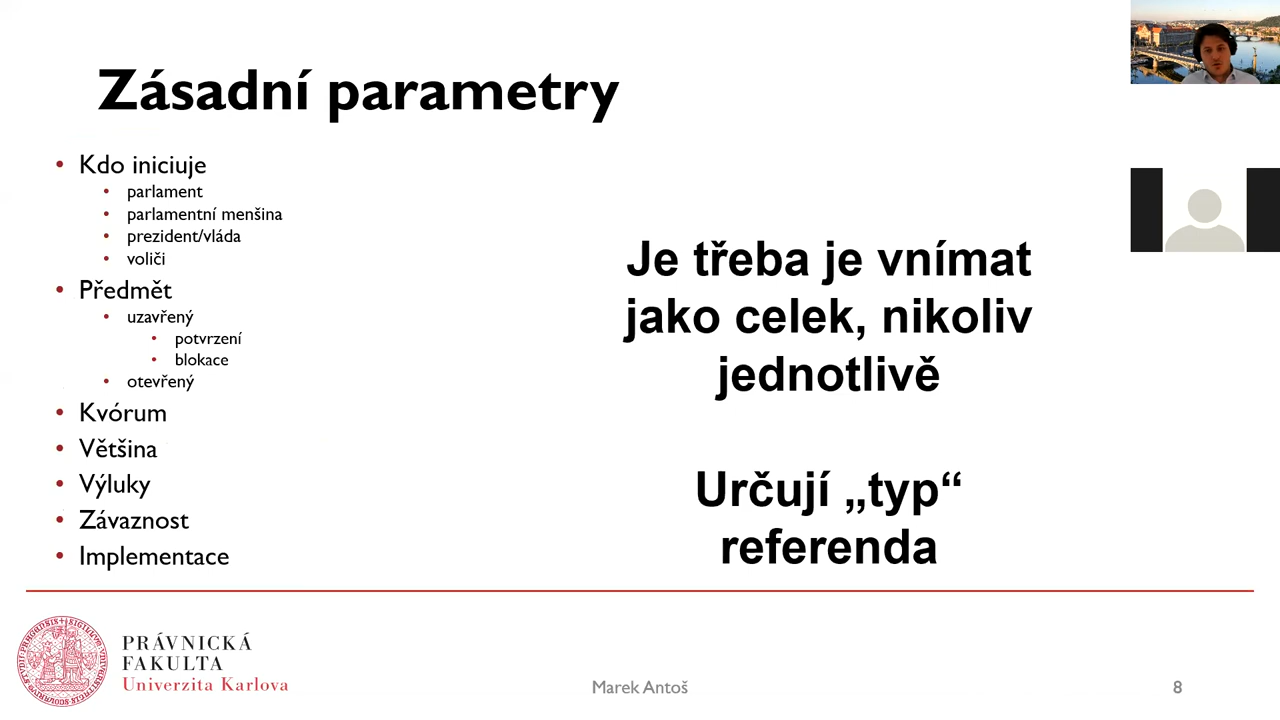 Zásadní parametry
Kdo iniciuje
parlament
parlamentní menšina
prezident/vláda
voliči
Předmět
uzavřený
potvrzení
blokace
otevřený
Kvórum
Většina
Výluky
Závaznost
Implementace
Je třeba je vnímat
jako celek, nikoliv
jednotlivě
Určují „typ“
referenda
PRÁVNICKÁ
FAKULTA
Univerzita Karlova
Marek Antoš
8